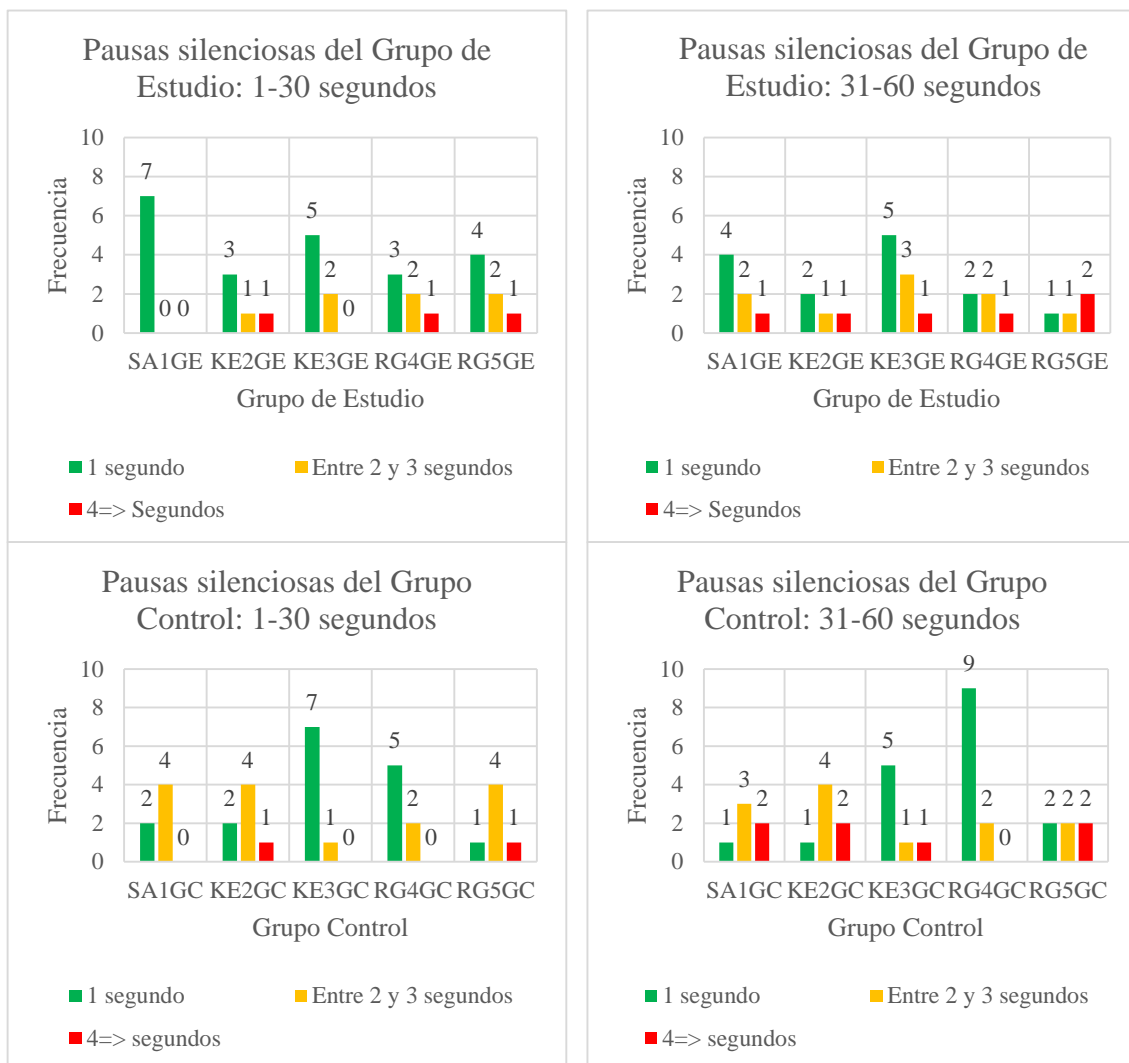 Pausas silenciosas del Grupo de
Estudio: 1-30 segundos
10
8
6
4
2
0
Frecuencia
7
0 0
3
1 1
5
2
0
3
2
1
4
2
1
SA1GE KE2GE KE3GE RG4GE RG5GE
Grupo de Estudio
1 segundo
Entre 2 y 3 segundos
4=> Segundos
Pausas silenciosas del Grupo de
Estudio: 31-60 segundos
10
8
6
4
2
0
Frecuencia
4
2
1
2
1 1
5
3
1
2 2
1
1 1
2
SA1GE KE2GE KE3GE RG4GE RG5GE
Grupo de Estudio
1 segundo
Entre 2 y 3 segundos
4=> Segundos
Pausas silenciosas del Grupo
Control: 1-30 segundos
10
8
6
4
2
0
Frecuencia
2
4
0
2
4
1
7
1
0
5
2
0
1
4
1
SA1GC KE2GC KE3GC RG4GC RG5GC
Grupo Control
1 segundo
Entre 2 y 3 segundos
4=> segundos
Pausas silenciosas del Grupo
Control: 31-60 segundos
10
8
6
4
2
0
Frecuencia
1
3
2
1
4
2
5
1 1
9
2
0
2 2 2
SA1GC KE2GC KE3GC RG4GC RG5GC
Grupo Control
1 segundo
Entre 2 y 3 segundos
4=> segundos